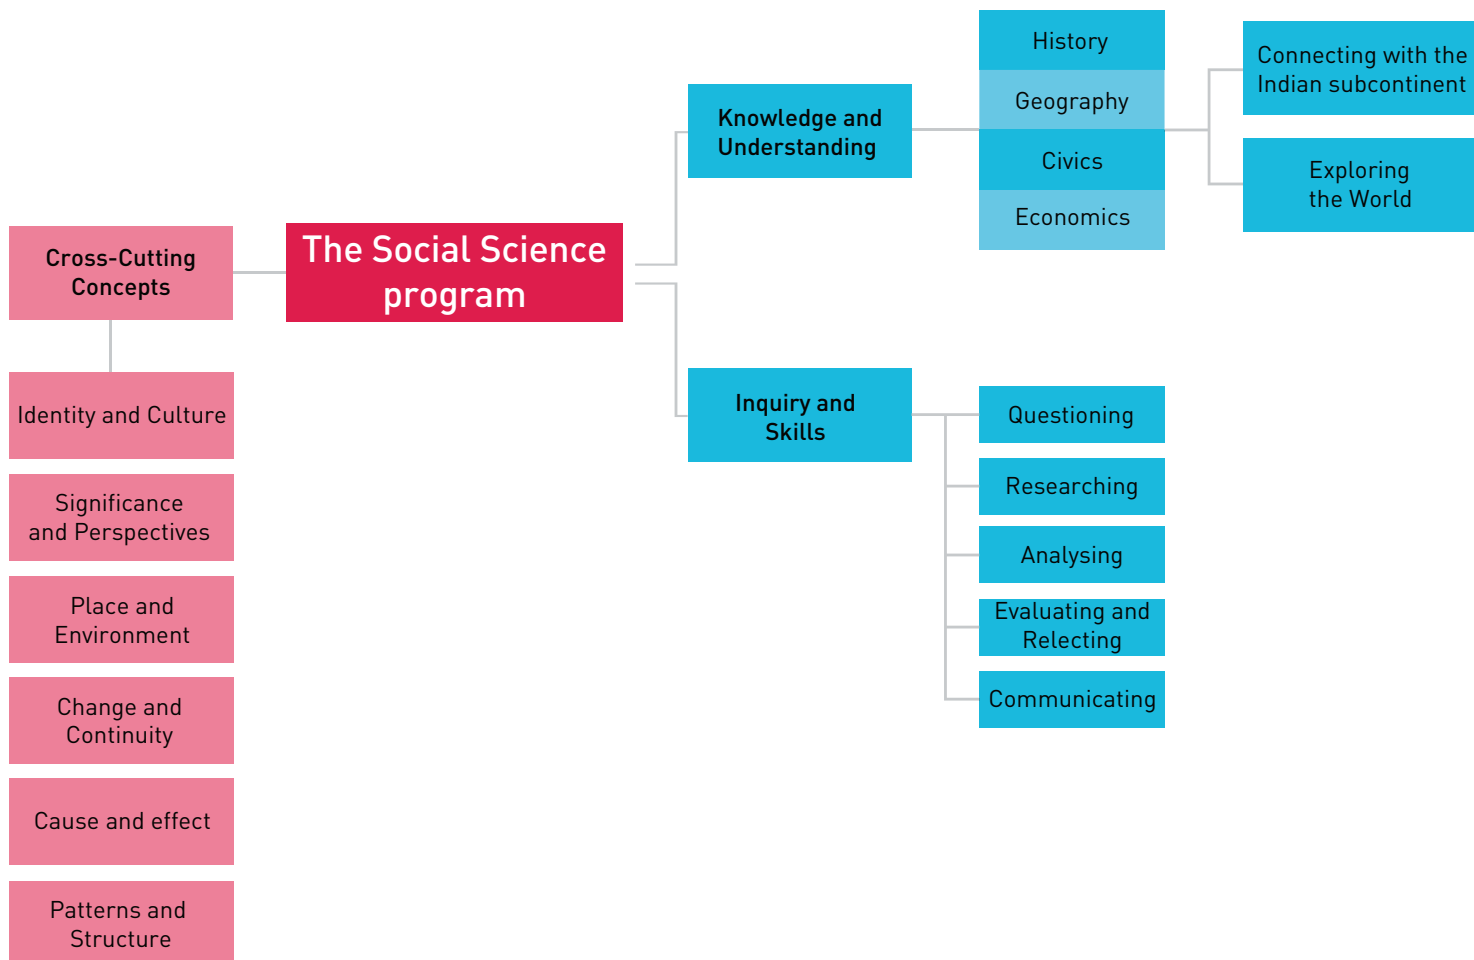 The Social Science
program
Cross-Cutting
Concepts
Identity and Culture
Significance
and Perspectives
Place and
Environment
Change and
Continuity
Cause and effect
Patterns and
Structure
Knowledge and
Understanding
History
Geography
Civics
Economics
Connecting with the
Indian subcontinent
Exploring
the World
Inquiry and
Skills
Questioning
Researching
Analysing
Evaluating and
Relecting
Communicating